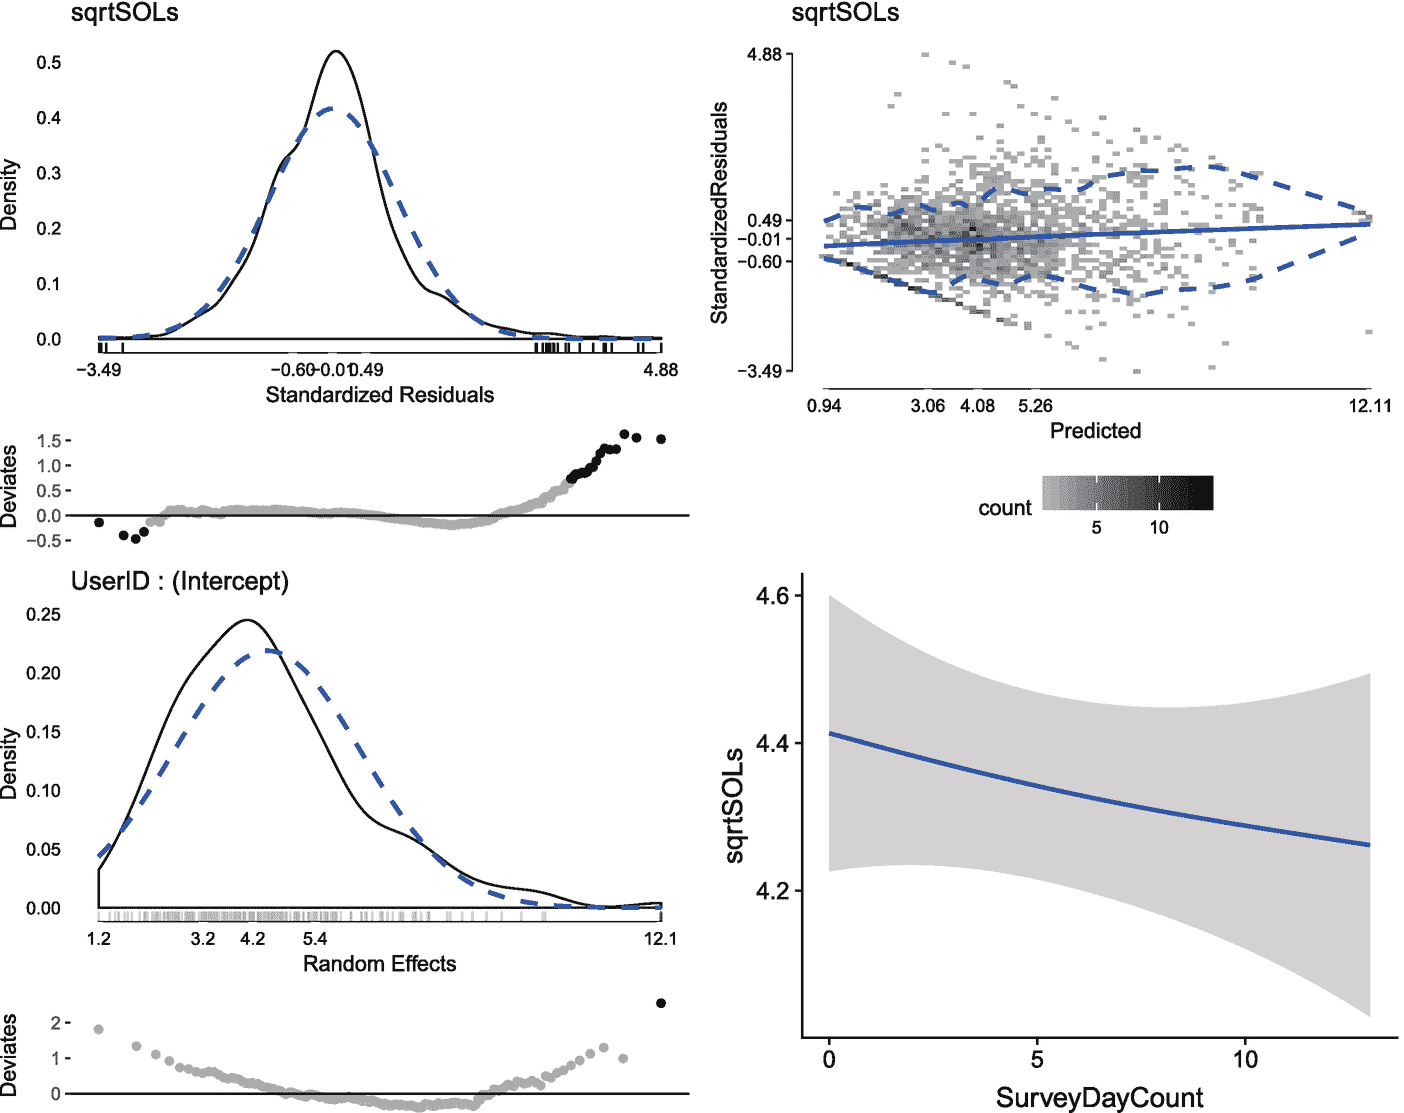 sqrtSOLs
0.5
0.4
0.3
0.2
0.1
0.0
Density
−3.49 −0.60 −0.01 0.49 4.88
Standardized Residuals
1.5
1.0
0.5
0.0
−0.5
Deviates
UserID : (Intercept)
0.25
0.20
0.15
0.10
0.05
0.00
Density
1.2 3.2 4.2 5.4 12.1
Random Effects
2
1
0
Deviates
sqrtSOLs
4.88
0.49
−0.01
−0.60
−3.49
StandardizedResiduals
0.94 3.06 4.08 5.26 12.11
Predicted
count
5 10
4.6
4.4
4.2
sqrtSOLs
0 5 10
SurveyDayCount